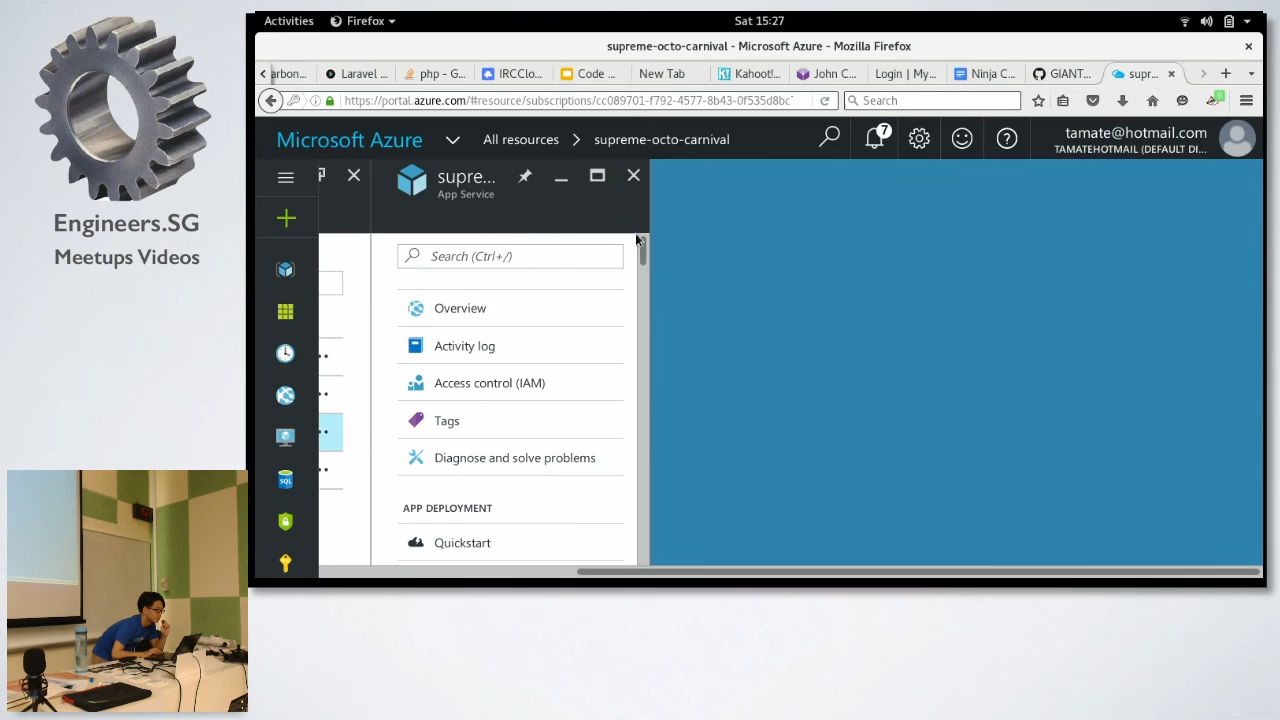 Activities
Firefox
Sat 15:27
supreme-octo-carnival - Microsoft Azure - Mozilla Firefox
arbon...
Laravel ...
php - G...
IRCClo...
Code ...
New Tab
Kahoot!...
John C...
Login | My...
Ninja C...
GIANT...
supr...
https://portal.azure.com/#resource/subscriptions/cc089701-f792-4577-8b43-0f535d8bc
Search
0
Microsoft Azure
All resources
supreme-octo-carnival
7
tamate@hotmail.com
TAMATEHOTMAIL (DEFAULT DI...
supre...
App Service
Search (Ctrl+/)
Overview
Activity log
Access control (IAM)
Tags
Diagnose and solve problems
APP DEPLOYMENT
Quickstart
SQL
Engineers.SG
Meetups Videos